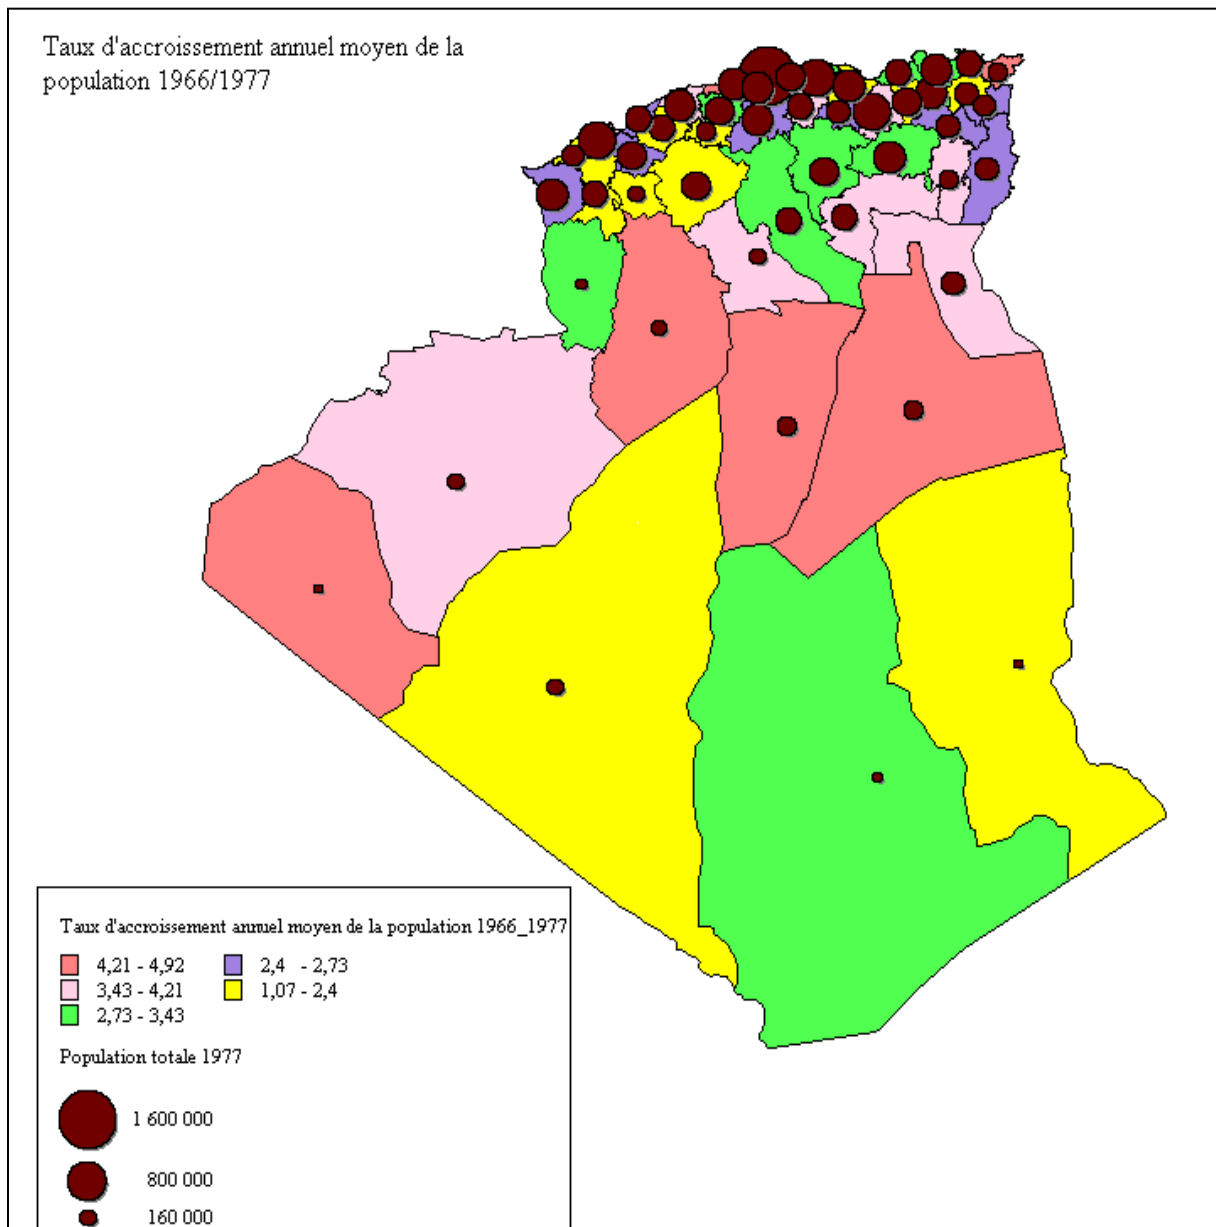 Taux d'accroissement annuel moyen de la
population 1966/1977
Taux d'accroissement annuel moyen de la population 1966_1977
4,21 - 4,92
2,4 - 2,73
3,43 - 4,21
1,07 - 2,4
2,73 - 3,43
Population totale 1977
1 600 000
800 000
160 000